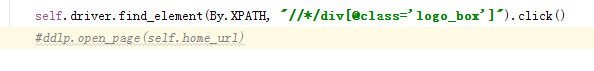 self.driver.find_element(By.XPATH, "//*/div[@class='logo_box']").click()
#ddlp.open_page(self.home_url)